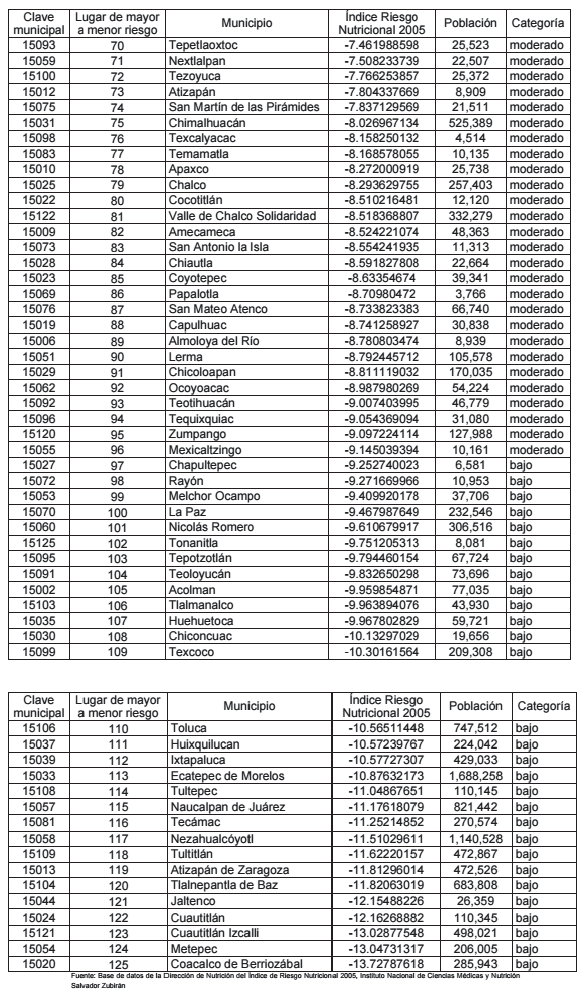 Clave municipal Lugar de mayor a menor riesgo Municipio Índice Riesgo Nutricional 2005 Población Categoría
15093 70 Tepetlaoxtoc -7.461988598 25,523 moderado
15059 71 Nextlalpan -7.508233739 22,507 moderado
15100 72 Tezoyuca -7.766253857 25,372 moderado
15012 73 Atizapán -7.804337669 8,909 moderado
15075 74 San Martín de las Pirámides -7.837129569 21,511 moderado
15031 75 Chimalhuacán -8.026967134 525,389 moderado
15098 76 Texcalyacac -8.158250132 4,514 moderado
15083 77 Temamatla -8.168578055 10,135 moderado
15010 78 Apaxco -8.272000919 25,738 moderado
15025 79 Chalco -8.293629755 257,403 moderado
15022 80 Cocotitlán -8.510216481 12,120 moderado
15122 81 Valle de Chalco Solidaridad -8.518368807 332,279 moderado
15009 82 Amecameca -8.524221074 48,363 moderado
15073 83 San Antonio la Isla -8.554241935 11,313 moderado
15028 84 Chiautla -8.591827808 22,664 moderado
15023 85 Coyotepec -8.63354674 39,341 moderado
15069 86 Papalotla -8.70980472 3,766 moderado
15076 87 San Mateo Atenco -8.733823383 66,740 moderado
15019 88 Capulhuac -8.741258927 30,838 moderado
15006 89 Almoloya del Río -8.780803474 8,939 moderado
15051 90 Lerma -8.792445712 105,578 moderado
15029 91 Chicoloapan -8.811119032 170,035 moderado
15062 92 Ocoyoacac -8.987980269 54,224 moderado
15092 93 Teotihuacán -9.007403995 46,779 moderado
15096 94 Tequixquiac -9.054369094 31,080 moderado
15120 95 Zumpango -9.097224114 127,988 moderado
15055 96 Mexicaltzingo -9.145039394 10,161 moderado
15027 97 Chapultepec -9.252740023 6,581 bajo
15072 98 Rayón -9.271669966 10,953 bajo
15053 99 Melchor Ocampo -9.409920178 37,706 bajo
15070 100 La Paz -9.467987649 232,546 bajo
15060 101 Nicolás Romero -9.610679917 306,516 bajo
15125 102 Tonanitla -9.751205313 8,081 bajo
15095 103 Tepotzotlán -9.794460154 67,724 bajo
15091 104 Teoloyucán -9.832650298 73,696 bajo
15002 105 Acolman -9.959854871 77,035 bajo
15103 106 Tlalmanalco -9.963894076 43,930 bajo
15035 107 Huehuetoca -9.967802829 59,721 bajo
15030 108 Chiconcuac -10.13297029 19,656 bajo
15099 109 Texcoco -10.30161564 209,308 bajo
Clave municipal Lugar de mayor a menor riesgo Municipio Índice Riesgo Nutricional 2005 Población Categoría
15106 110 Toluca -10.56511448 747,512 bajo
15037 111 Huixquilucan -10.57239767 224,042 bajo
15039 112 Ixtapaluca -10.57727307 429,033 bajo
15033 113 Ecatepec de Morelos -10.87632173 1,688,258 bajo
15108 114 Tultepec -11.04867651 110,145 bajo
15057 115 Naucalpan de Juárez -11.17618079 821,442 bajo
15081 116 Tecámac -11.25214852 270,574 bajo
15058 117 Nezahualcóyotl -11.51029611 1,140,528 bajo
15109 118 Tultitlán -11.62220157 472,867 bajo
15013 119 Atizapán de Zaragoza -11.81296014 472,526 bajo
15104 120 Tlalnepantla de Baz -11.82063019 683,808 bajo
15044 121 Jaltenco -12.15488226 26,359 bajo
15024 122 Cuautitlán -12.16268882 110,345 bajo
15121 123 Cuautitlán Izcalli -13.02877548 498,021 bajo
15054 124 Metepec -13.04731317 206,005 bajo
15020 125 Coacalco de Berriozábal -13.72787618 285,943 bajo
Fuente: Base de datos de la Dirección de Nutrición del Índice de Riesgo Nutricional 2005, Instituto Nacional de Ciencias Médicas y Nutrición
Salvador Zubirán